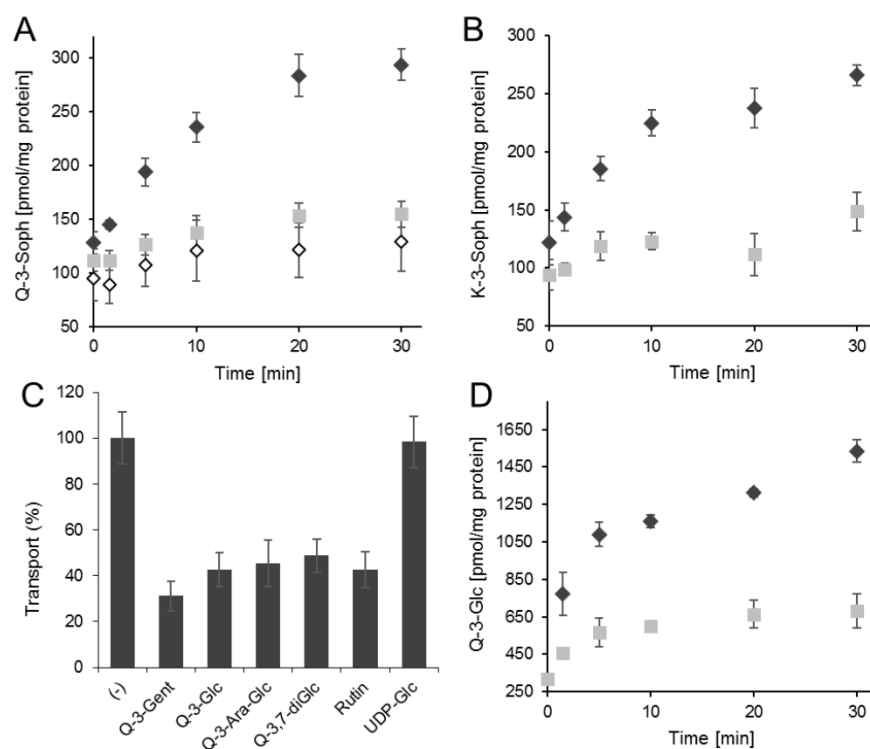 A
Q-3-Soph [pmol/mg protein]
300
250
200
150
100
50
0 10 20 30
Time [min]
B
K-3-Soph [pmol/mg protein]
300
250
200
150
100
50
0 10 20 30
Time [min]
C
Transport (%)
120
100
80
60
40
20
0
(-)
Q-3-Gent
Q-3-Glc
Q-3-Ara-Glc
Q-3,7-diGlc
Rutin
UDP-Glc
D
Q-3-Glc [pmol/mg protein]
1650
1450
1250
1050
850
650
450
250
0 10 20 30
Time [min]